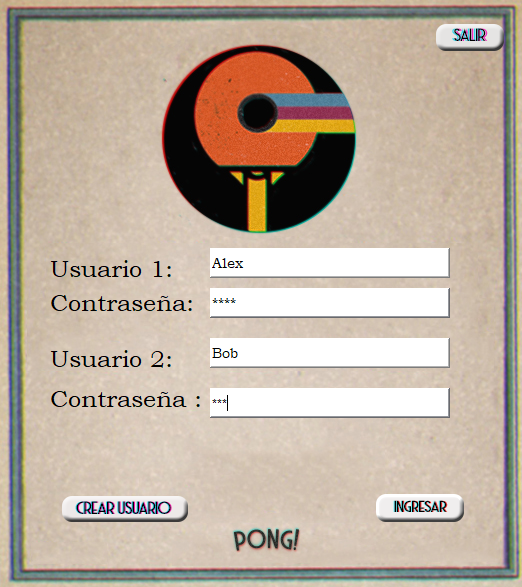 SALIR
Usuario 1: Alex
Contraseña: ****
Usuario 2: Bob
Contraseña : ***
CREAR USUARIO INGRESAR
PONG!